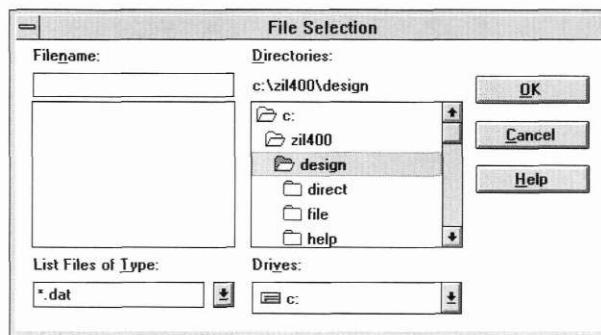 File Selection
Filename:
Directories:
c:\zil400\design
c:
zil400
design
direct
file
help
OK
Cancel
Help
List Files of Type:
*.dat
Drives:
c: